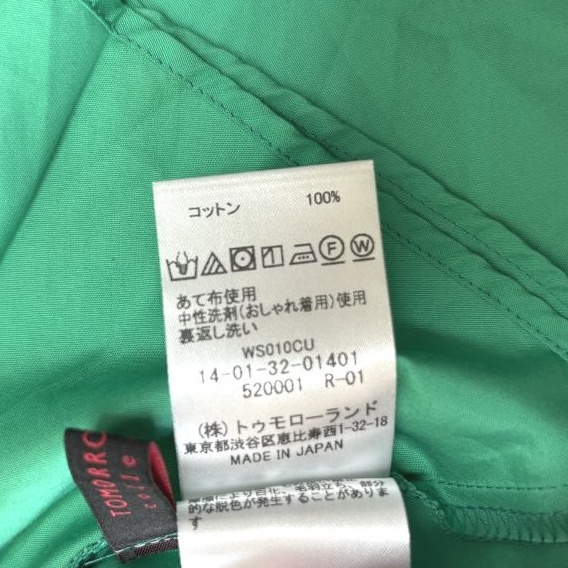 コットン 100%
F W
あて布使用
中性洗剤(おしゃれ着用)使用
裏返し洗い
WS010CU
14-01-32-01401
520001 R-01
(株)トゥモローランド
東京都渋谷区恵比寿西1-32-18
MADE IN JAPAN
的な脱色が発生することがありま
す
TOMORRO
colle